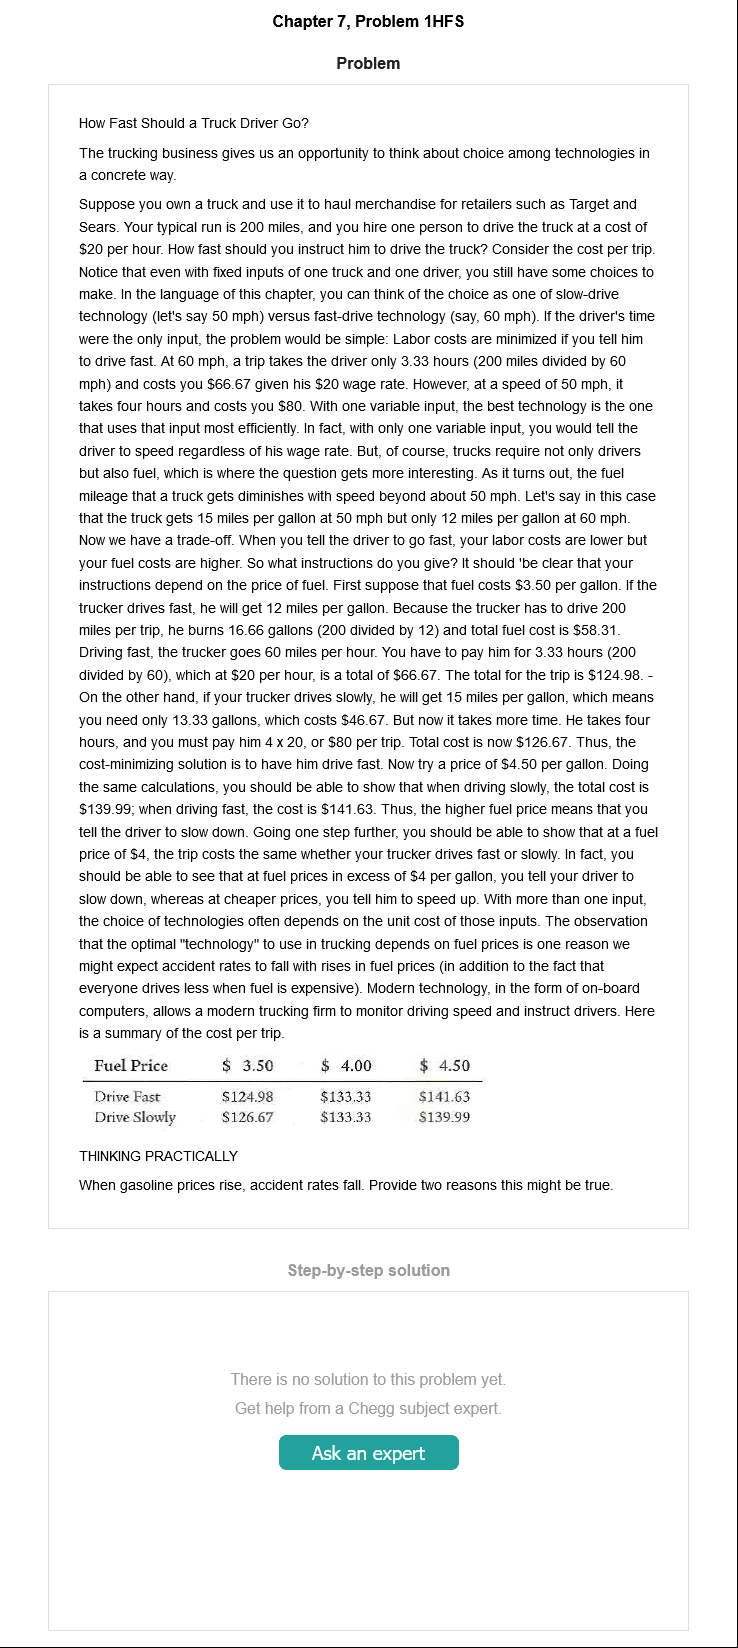 Chapter 7, Problem 1HFS
Problem
How Fast Should a Truck Driver Go?
The trucking business gives us an opportunity to think about choice among technologies in
a concrete way.
Suppose you own a truck and use it to haul merchandise for retailers such as Target and
Sears. Your typical run is 200 miles, and you hire one person to drive the truck at a cost of
$20 per hour. How fast should you instruct him to drive the truck? Consider the cost per trip.
Notice that even with fixed inputs of one truck and one driver, you still have some choices to
make. In the language of this chapter, you can think of the choice as one of slow-drive
technology (let's say 50 mph) versus fast-drive technology (say, 60 mph). If the driver's time
were the only input, the problem would be simple: Labor costs are minimized if you tell him
to drive fast. At 60 mph, a trip takes the driver only 3.33 hours (200 miles divided by 60
mph) and costs you $66.67 given his $20 wage rate. However, at a speed of 50 mph, it
takes four hours and costs you $80. With one variable input, the best technology is the one
that uses that input most efficiently. In fact, with only one variable input, you would tell the
driver to speed regardless of his wage rate. But, of course, trucks require not only drivers
but also fuel, which is where the question gets more interesting. As it turns out, the fuel
mileage that a truck gets diminishes with speed beyond about 50 mph. Let's say in this case
that the truck gets 15 miles per gallon at 50 mph but only 12 miles per gallon at 60 mph.
Now we have a trade-off. When you tell the driver to go fast, your labor costs are lower but
your fuel costs are higher. So what instructions do you give? It should 'be clear that your
instructions depend on the price of fuel. First suppose that fuel costs $3.50 per gallon. If the
trucker drives fast, he will get 12 miles per gallon. Because the trucker has to drive 200
miles per trip, he burns 16.66 gallons (200 divided by 12) and total fuel cost is $58.31.
Driving fast, the trucker goes 60 miles per hour. You have to pay him for 3.33 hours (200
divided by 60), which at $20 per hour, is a total of $66.67. The total for the trip is $124.98. -
On the other hand, if your trucker drives slowly, he will get 15 miles per gallon, which means
you need only 13.33 gallons, which costs $46.67. But now it takes more time. He takes four
hours, and you must pay him 4 x 20, or $80 per trip. Total cost is now $126.67. Thus, the
cost-minimizing solution is to have him drive fast. Now try a price of $4.50 per gallon. Doing
the same calculations, you should be able to show that when driving slowly, the total cost is
$139.99; when driving fast, the cost is $141.63. Thus, the higher fuel price means that you
tell the driver to slow down. Going one step further, you should be able to show that at a fuel
price of $4, the trip costs the same whether your trucker drives fast or slowly. In fact, you
should be able to see that at fuel prices in excess of $4 per gallon, you tell your driver to
slow down, whereas at cheaper prices, you tell him to speed up. With more than one input,
the choice of technologies often depends on the unit cost of those inputs. The observation
that the optimal "technology" to use in trucking depends on fuel prices is one reason we
might expect accident rates to fall with rises in fuel prices (in addition to the fact that
everyone drives less when fuel is expensive). Modern technology, in the form of on-board
computers, allows a modern trucking firm to monitor driving speed and instruct drivers. Here
is a summary of the cost per trip.
Fuel Price $ 3.50 $ 4.00 $ 4.50
Drive Fast $124.98 $133.33 $141.63
Drive Slowly $126.67 $133.33 $139.99
THINKING PRACTICALLY
When gasoline prices rise, accident rates fall. Provide two reasons this might be true.
Step-by-step solution
There is no solution to this problem yet.
Get help from a Chegg subject expert.
Ask an expert